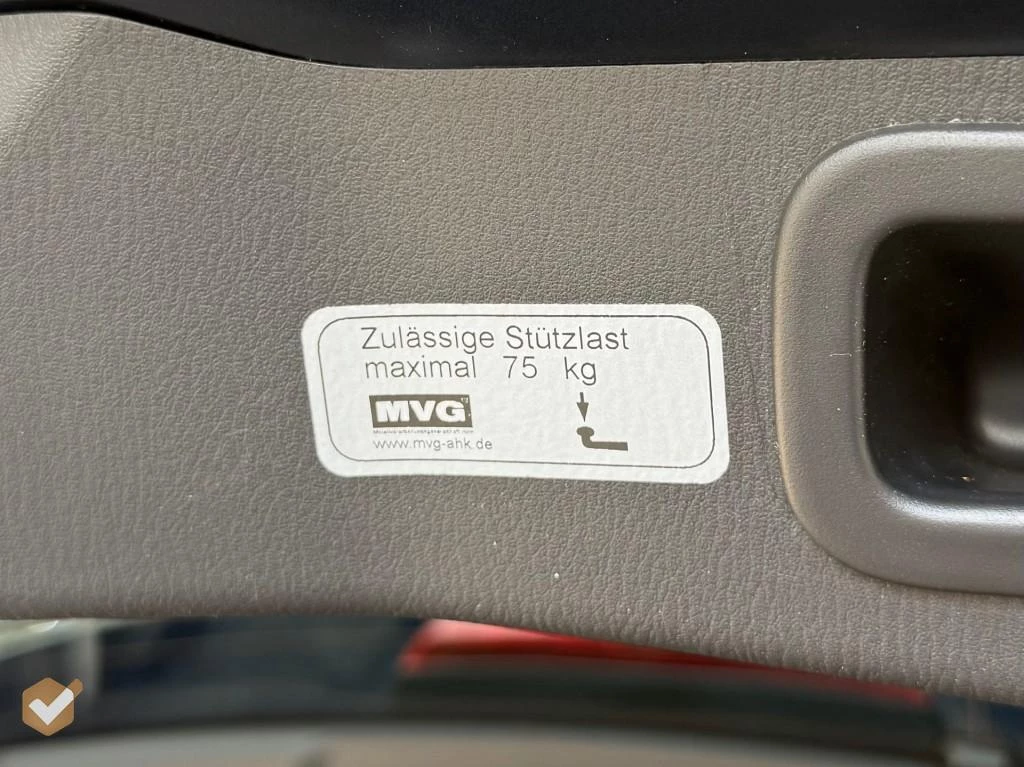 Zulässige Stützlast
maximal 75 kg
MVG
www.mvg-ahk.de